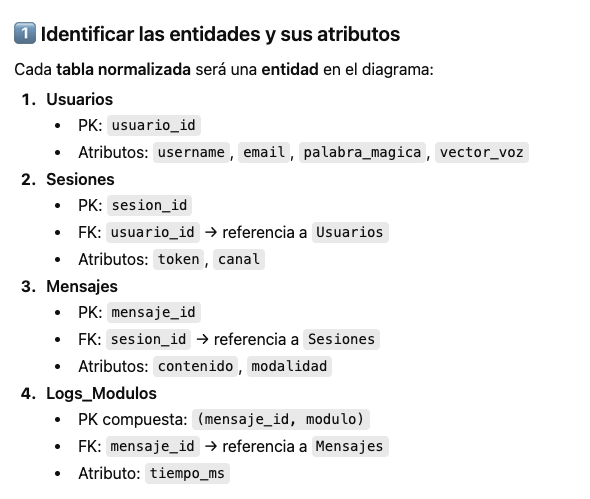 1️⃣ Identificar las entidades y sus atributos
Cada tabla normalizada será una entidad en el diagrama:
1. Usuarios
• PK: usuario_id
• Atributos: username, email, palabra_magica, vector_voz
2. Sesiones
• PK: sesion_id
• FK: usuario_id → referencia a Usuarios
• Atributos: token, canal
3. Mensajes
• PK: mensaje_id
• FK: sesion_id → referencia a Sesiones
• Atributos: contenido, modalidad
4. Logs_Modulos
• PK compuesta: (mensaje_id, modulo)
• FK: mensaje_id → referencia a Mensajes
• Atributo: tiempo_ms